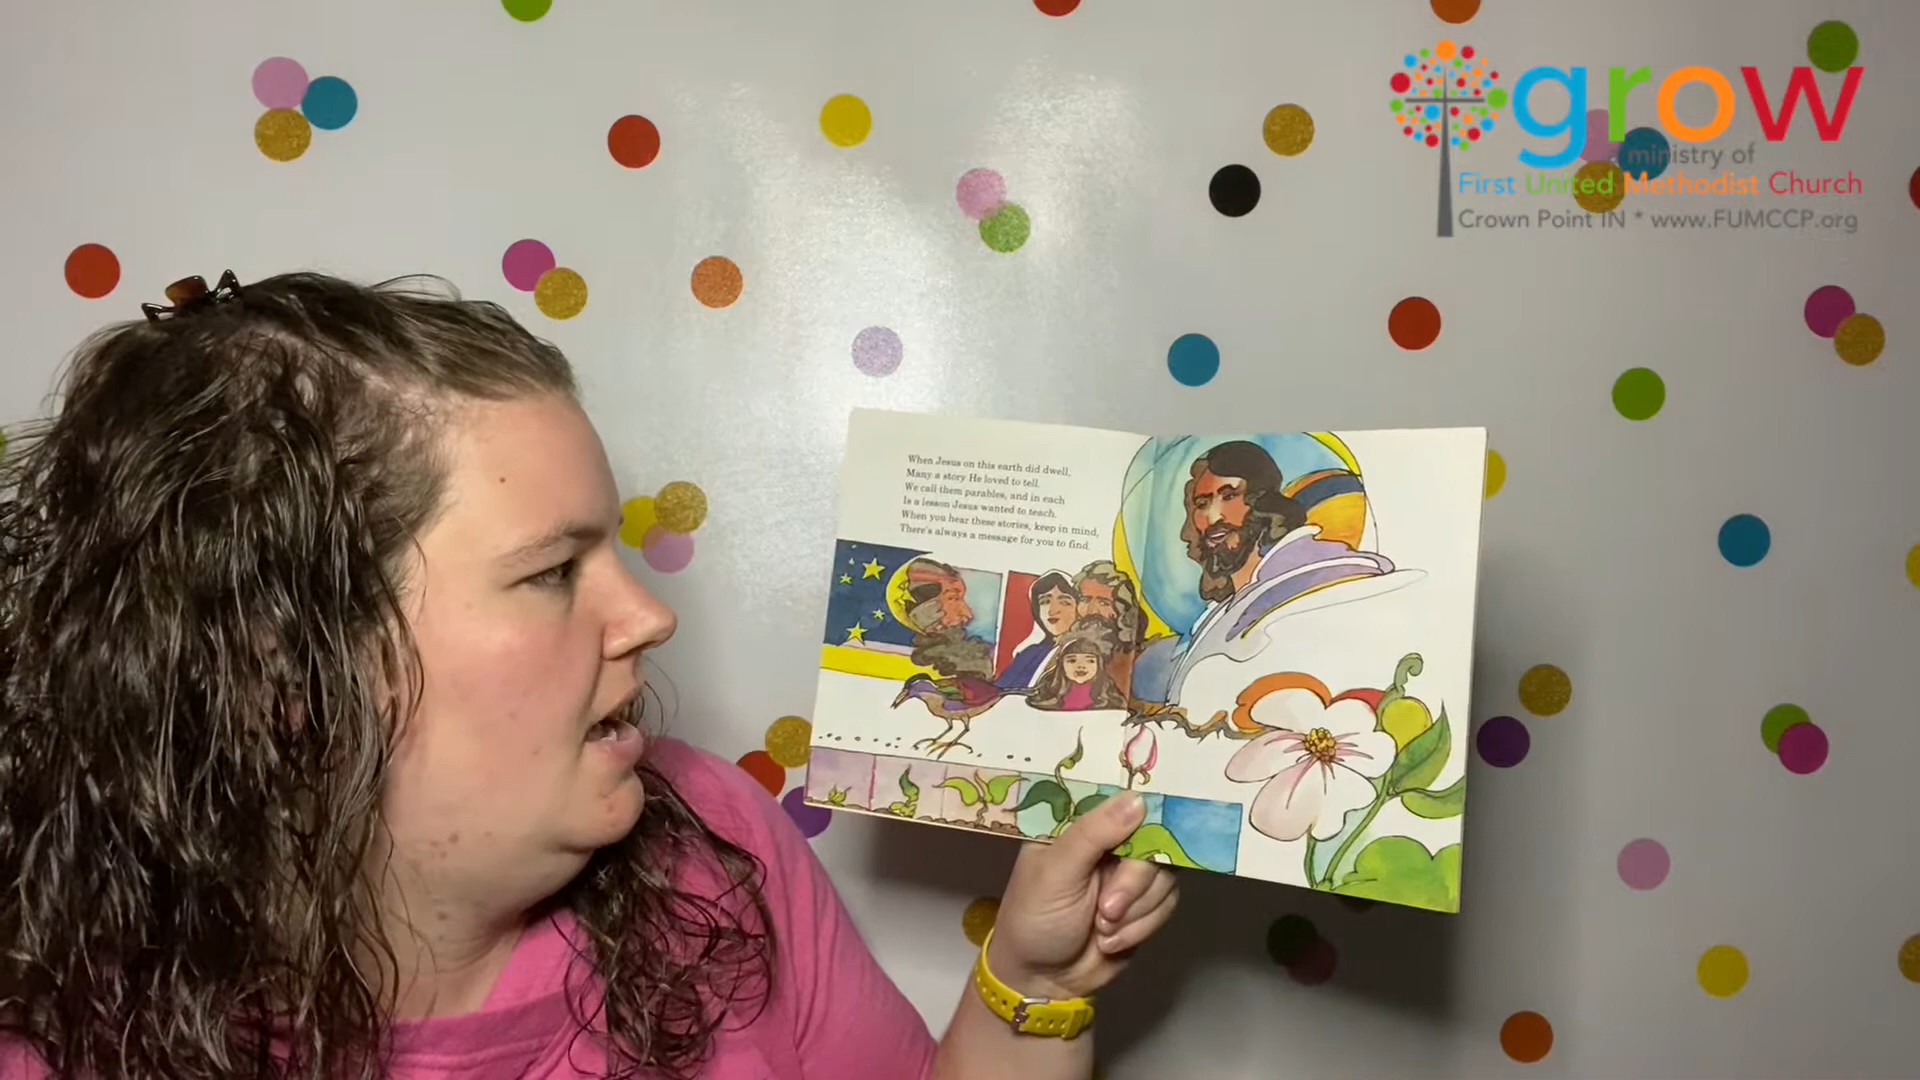 grow
a ministry of
First United Methodist Church
Crown Point IN * www.FUMCCP.org
When Jesus on this earth did dwell,
Many a story He loved to tell.
We call them parables, and in each
Is a lesson Jesus wanted to teach.
When you hear these stories, keep in mind,
There's always a message for you to find.